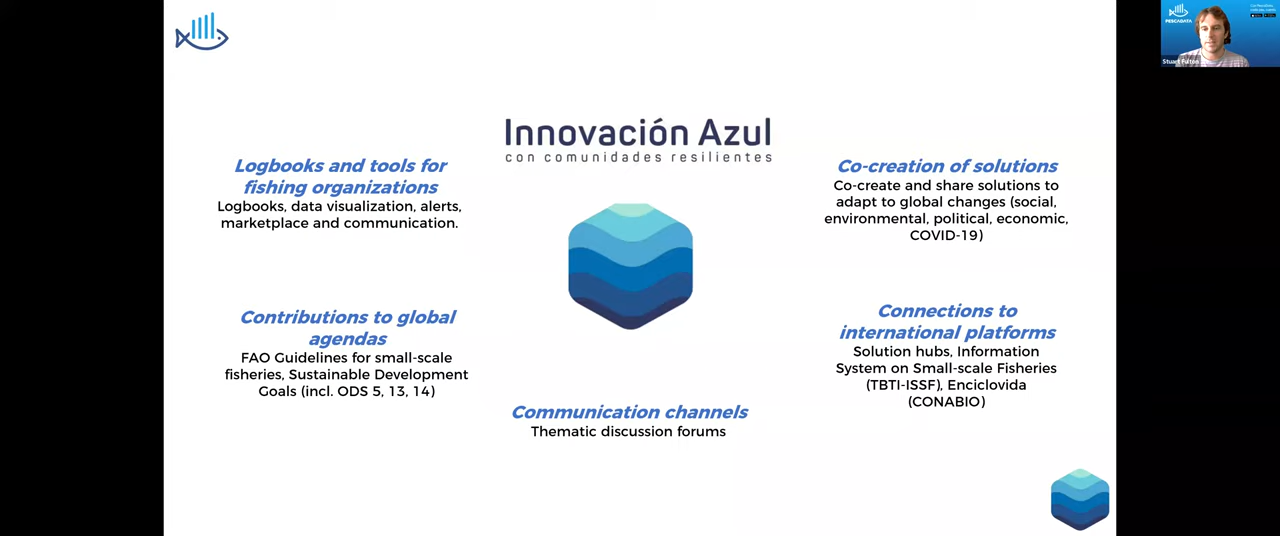 Innovación Azul
con comunidades resilientes
Logbooks and tools for
fishing organizations
Logbooks, data visualization, alerts,
marketplace and communication.
Co-creation of solutions
Co-create and share solutions to
adapt to global changes (social,
environmental, political, economic,
COVID-19)
Contributions to global
agendas
FAO Guidelines for small-scale
fisheries, Sustainable Development
Goals (incl. ODS 5, 13, 14)
Connections to
international platforms
Solution hubs, Information
System on Small-scale Fisheries
(TBTI-ISSF), Enciclovida
(CONABIO)
Communication channels
Thematic discussion forums
PESCADATA
Stuart Fulton